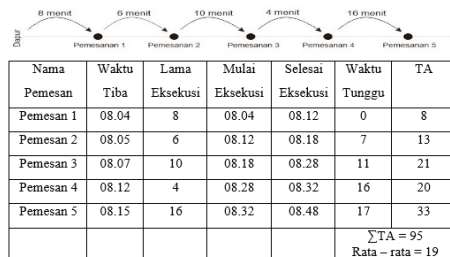 8 menit 6 menit 10 menit 4 menit 16 menit
Dapur
Pemesanan 1 Pemesanan 2 Pemesanan 3 Pemesanan 4 Pemesanan 5
Nama Pemesan Waktu Tiba Lama Eksekusi Mulai Eksekusi Selesai Eksekusi Waktu Tunggu TA
Pemesan 1 08.04 8 08.04 08.12 0 8
Pemesan 2 08.05 6 08.12 08.18 7 13
Pemesan 3 08.07 10 08.18 08.28 11 21
Pemesan 4 08.12 4 08.28 08.32 16 20
Pemesan 5 08.15 16 08.32 08.48 17 33
∑TA = 95
Rata – rata = 19